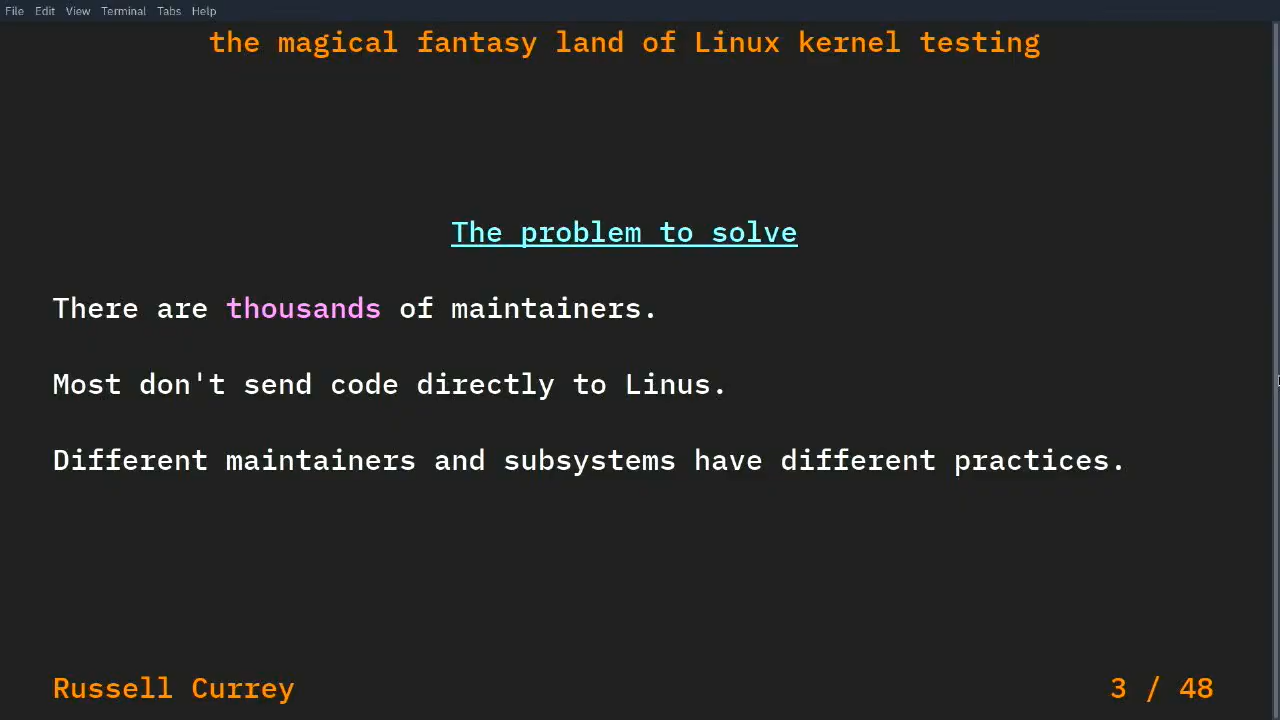 File Edit View Terminal Tabs Help
the magical fantasy land of Linux kernel testing
The problem to solve
There are thousands of maintainers.
Most don't send code directly to Linus.
Different maintainers and subsystems have different practices.
Russell Currey 3 / 48